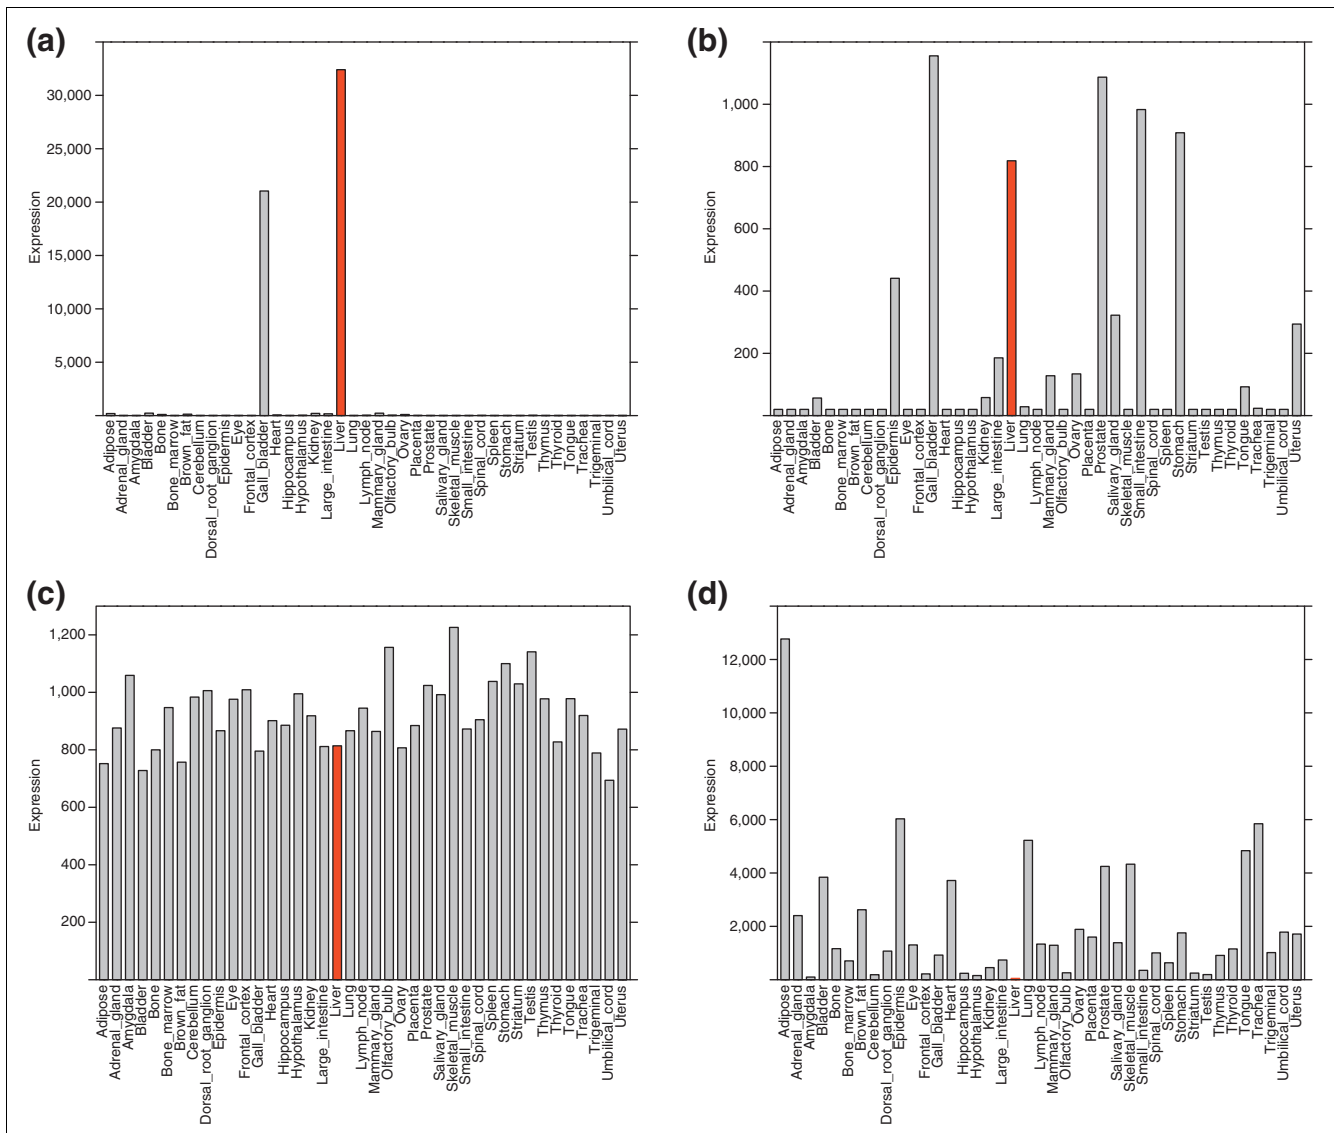 (a)
30,000
25,000
20,000
15,000
10,000
5,000
Expression
Adipose
Adrenal_gland
Amygdala
Bladder
Bone
Bone_marrow
Brown_fat
Cerebellum
Dorsal_root_ganglion
Epidermis
Eye
Frontal_cortex
Gall_bladder
Heart
Hippocampus
Hypothalamus
Kidney
Large_intestine
Liver
Lung
Lymph_node
Mammary_gland
Olfactory_bulb
Ovary
Placenta
Prostate
Salivary_gland
Skeletal_muscle
Small_intestine
Spinal_cord
Spleen
Stomach
Striatum
Testis
Thymus
Thyroid
Tongue
Trachea
Trigeminal
Umbilical_cord
Uterus
(b)
1,000
800
600
400
200
Expression
Adipose
Adrenal_gland
Amygdala
Bladder
Bone
Bone_marrow
Brown_fat
Cerebellum
Dorsal_root_ganglion
Epidermis
Eye
Frontal_cortex
Gall_bladder
Heart
Hippocampus
Hypothalamus
Kidney
Large_intestine
Liver
Lung
Lymph_node
Mammary_gland
Olfactory_bulb
Ovary
Placenta
Prostate
Salivary_gland
Skeletal_muscle
Small_intestine
Spinal_cord
Spleen
Stomach
Striatum
Testis
Thymus
Thyroid
Tongue
Trachea
Trigeminal
Umbilical_cord
Uterus
(c)
1,200
1,000
800
600
400
200
Expression
Adipose
Adrenal_gland
Amygdala
Bladder
Bone
Bone_marrow
Brown_fat
Cerebellum
Dorsal_root_ganglion
Epidermis
Eye
Frontal_cortex
Gall_bladder
Heart
Hippocampus
Hypothalamus
Kidney
Large_intestine
Liver
Lung
Lymph_node
Mammary_gland
Olfactory_bulb
Ovary
Placenta
Prostate
Salivary_gland
Skeletal_muscle
Small_intestine
Spinal_cord
Spleen
Stomach
Striatum
Testis
Thymus
Thyroid
Tongue
Trachea
Trigeminal
Umbilical_cord
Uterus
(d)
12,000
10,000
8,000
6,000
4,000
2,000
Expression
Adipose
Adrenal_gland
Amygdala
Bladder
Bone
Bone_marrow
Brown_fat
Cerebellum
Dorsal_root_ganglion
Epidermis
Eye
Frontal_cortex
Gall_bladder
Heart
Hippocampus
Hypothalamus
Kidney
Large_intestine
Liver
Lung
Lymph_node
Mammary_gland
Olfactory_bulb
Ovary
Placenta
Prostate
Salivary_gland
Skeletal_muscle
Small_intestine
Spinal_cord
Spleen
Stomach
Striatum
Testis
Thymus
Thyroid
Tongue
Trachea
Trigeminal
Umbilical_cord
Uterus